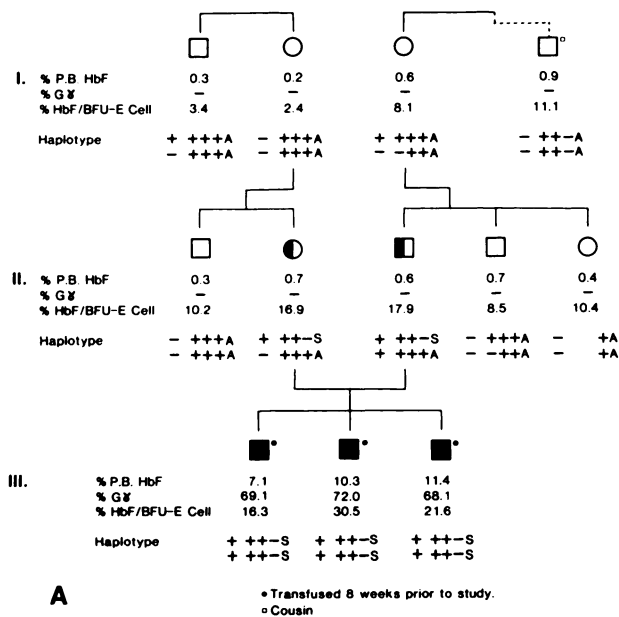 I. % P.B. HbF 0.3 0.2 0.6 0.9
% Gɣ – – – –
% HbF/BFU-E Cell 3.4 2.4 8.1 11.1
Haplotype + +++A - +++A + +++A - ++-A
- +++A - +++A - -++A - ++-A
II. % P.B. HbF 0.3 0.7 0.6 0.7 0.4
% Gɣ – – – – –
% HbF/BFU-E Cell 10.2 16.9 17.9 8.5 10.4
Haplotype - +++A + ++-S + ++-S - +++A - +A
- +++A - +++A + +++A - -++A - +A
III. % P.B. HbF 7.1 10.3 11.4
% Gɣ 69.1 72.0 68.1
% HbF/BFU-E Cell 16.3 30.5 21.6
Haplotype + ++-S + ++-S + ++-S
+ ++-S + ++-S + ++-S
A
• Transfused 8 weeks prior to study.
▫ Cousin